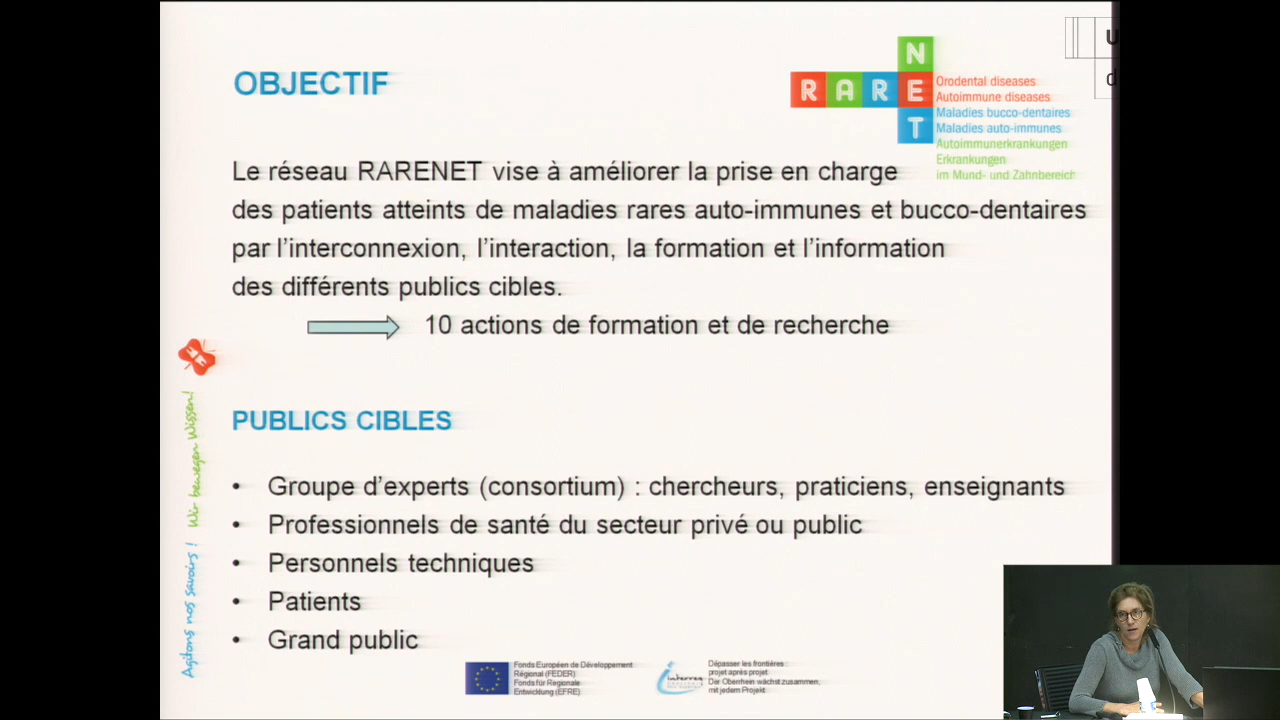 OBJECTIF
RARENET
Orodental diseases
Autoimmune diseases
Maladies bucco-dentaires
Maladies auto-immunes
Autoimmunerkrankungen
Erkrankungen
im Mund- und Zahnbereich
Le réseau RARENET vise à améliorer la prise en charge
des patients atteints de maladies rares auto-immunes et bucco-dentaires
par l'interconnexion, l'interaction, la formation et l'information
des différents publics cibles.
10 actions de formation et de recherche
PUBLICS CIBLES
• Groupe d'experts (consortium) : chercheurs, praticiens, enseignants
• Professionnels de santé du secteur privé ou public
• Personnels techniques
• Patients
• Grand public
Agitons nos savoirs ! Wir bewegen Wissen!
Fonds Européen de Développement
Régional (FEDER)
Fonds für Regionale
Entwicklung (EFRE)
interreg
Dépasser les frontières :
projet après projet
Der Oberrhein wächst zusammen,
mit jedem Projekt